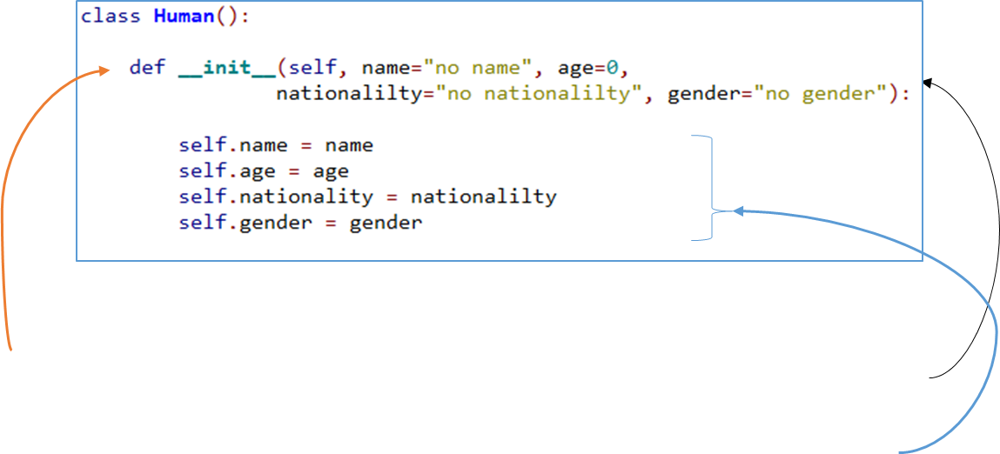 class Human():
def __init__(self, name="no name", age=0,
nationalilty="no nationalilty", gender="no gender"):
self.name = name
self.age = age
self.nationality = nationalilty
self.gender = gender